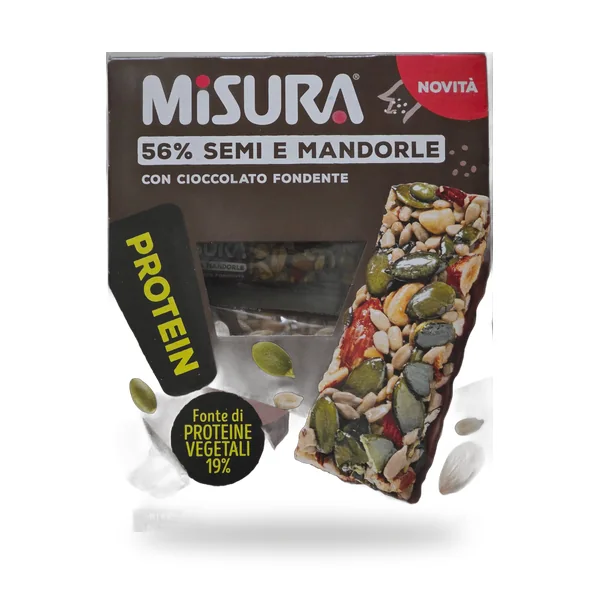 MiSURA®
NOVITÀ
56% SEMI E MANDORLE
CON CIOCCOLATO FONDENTE
PROTEIN
Fonte di
PROTEINE
VEGETALI
19%